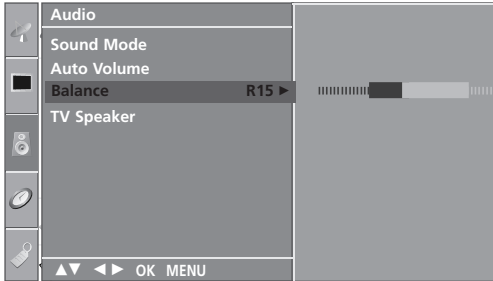 Audio
Sound Mode
Auto Volume
Balance R15 ►
TV Speaker
▲▼ ◄► OK MENU